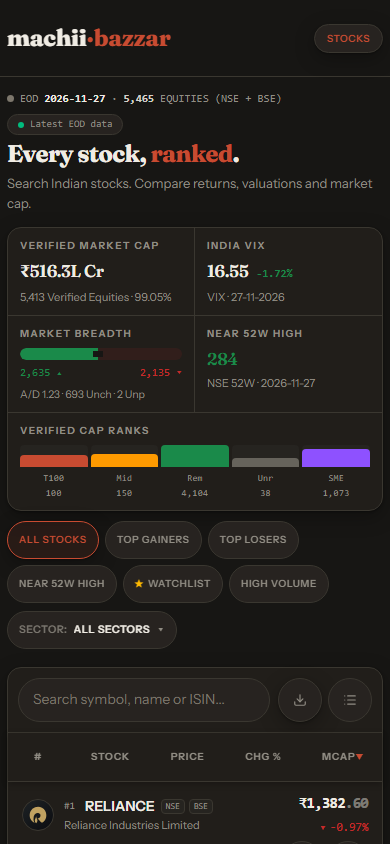 machii·bazzar
STOCKS
EOD 2026-11-27 · 5,465 EQUITIES (NSE + BSE)
Latest EOD data
Every stock, ranked.
Search Indian stocks. Compare returns, valuations and market
cap.
VERIFIED MARKET CAP
₹516.3L Cr
5,413 Verified Equities · 99.05%
INDIA VIX
16.55 -1.72%
VIX · 27-11-2026
MARKET BREADTH
2,635 ▲ 2,135 ▼
A/D 1.23 · 693 Unch · 2 Unp
NEAR 52W HIGH
284
NSE 52W · 2026-11-27
VERIFIED CAP RANKS
T100 Mid Rem Unr SME
100 150 4,104 38 1,073
ALL STOCKS TOP GAINERS TOP LOSERS
NEAR 52W HIGH ★ WATCHLIST HIGH VOLUME
SECTOR: ALL SECTORS ▼
Search symbol, name or ISIN...
# STOCK PRICE CHG % MCAP▼
#1 RELIANCE NSE BSE ₹1,382.60
Reliance Industries Limited ▼ -0.97%